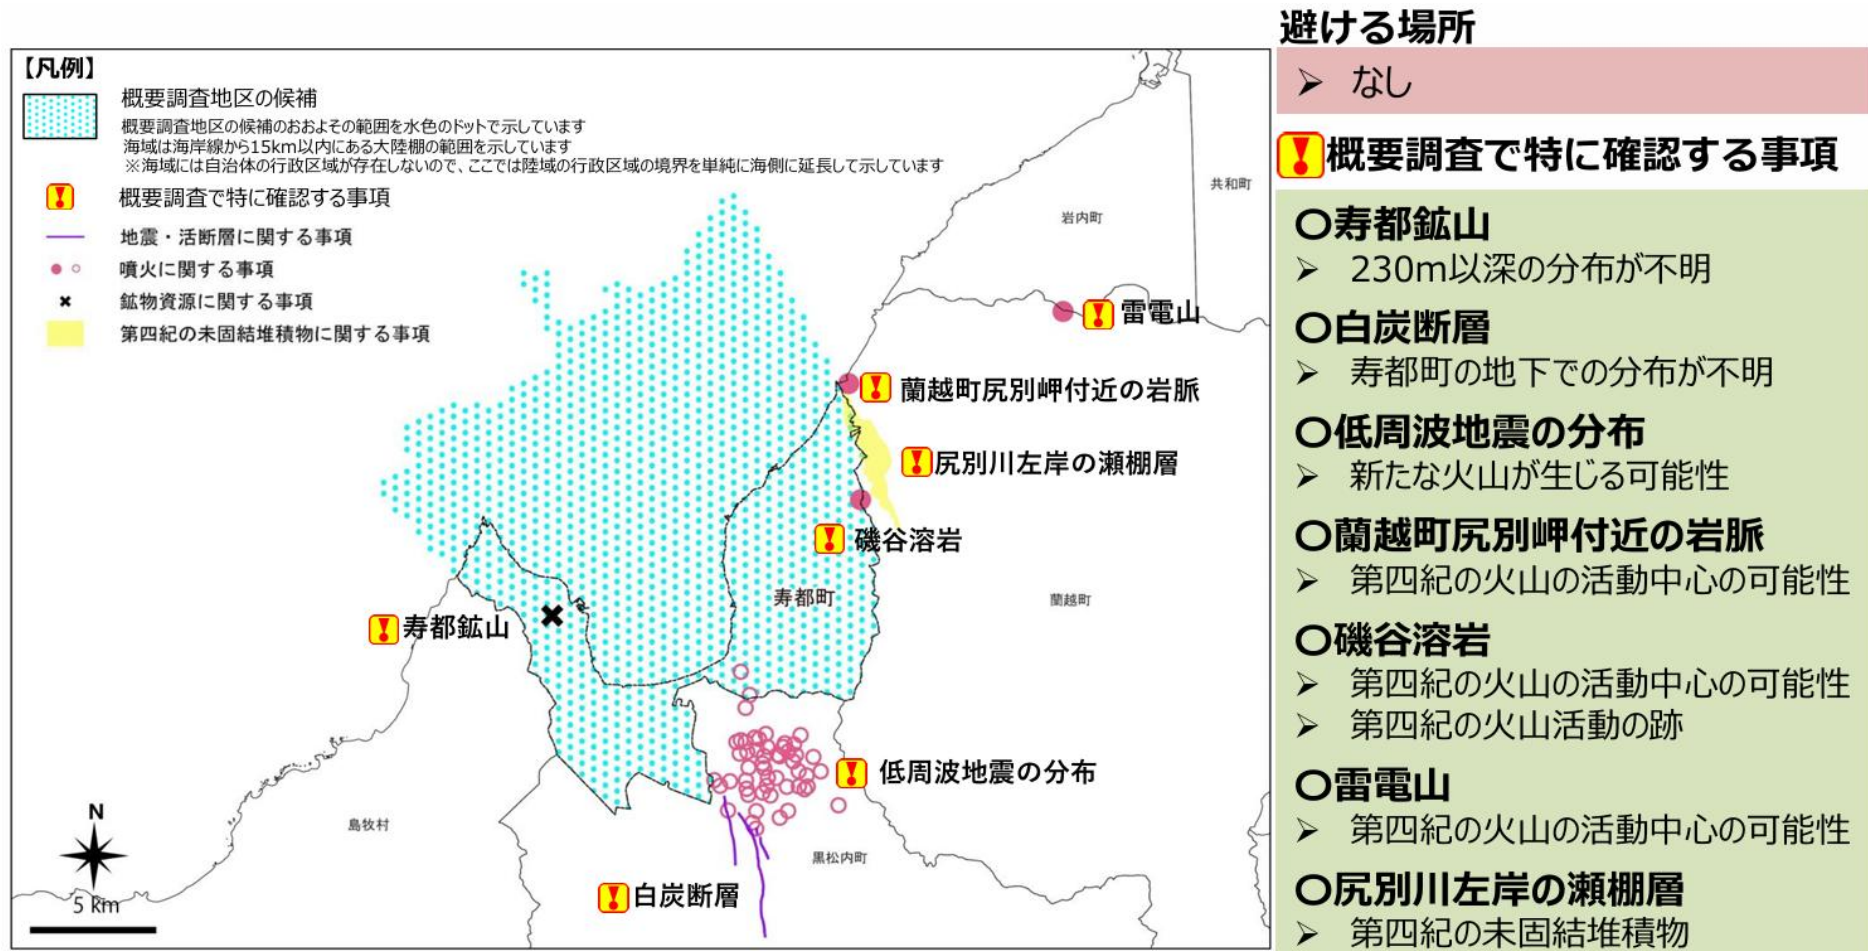 【凡例】
概要調査地区の候補
概要調査地区の候補のおおよその範囲を水色のドットで示しています
海域は海岸線から15km以内にある大陸棚の範囲を示しています
※海域には自治体の行政区域が存在しないので、ここでは陸域の行政区域の境界を単純に海側に延長して示しています
概要調査で特に確認する事項
地震・活断層に関する事項
噴火に関する事項
鉱物資源に関する事項
第四紀の未固結堆積物に関する事項
共和町
岩内町
雷電山
蘭越町尻別岬付近の岩脈
尻別川左岸の瀬棚層
磯谷溶岩
寿都町
蘭越町
寿都鉱山
低周波地震の分布
島牧村
黒松内町
白炭断層
N
5 km
避ける場所
➢ なし
概要調査で特に確認する事項
〇寿都鉱山
➢ 230m以深の分布が不明
〇白炭断層
➢ 寿都町の地下での分布が不明
〇低周波地震の分布
➢ 新たな火山が生じる可能性
〇蘭越町尻別岬付近の岩脈
➢ 第四紀の火山の活動中心の可能性
〇磯谷溶岩
➢ 第四紀の火山の活動中心の可能性
➢ 第四紀の火山活動の跡
〇雷電山
➢ 第四紀の火山の活動中心の可能性
〇尻別川左岸の瀬棚層
➢ 第四紀の未固結堆積物